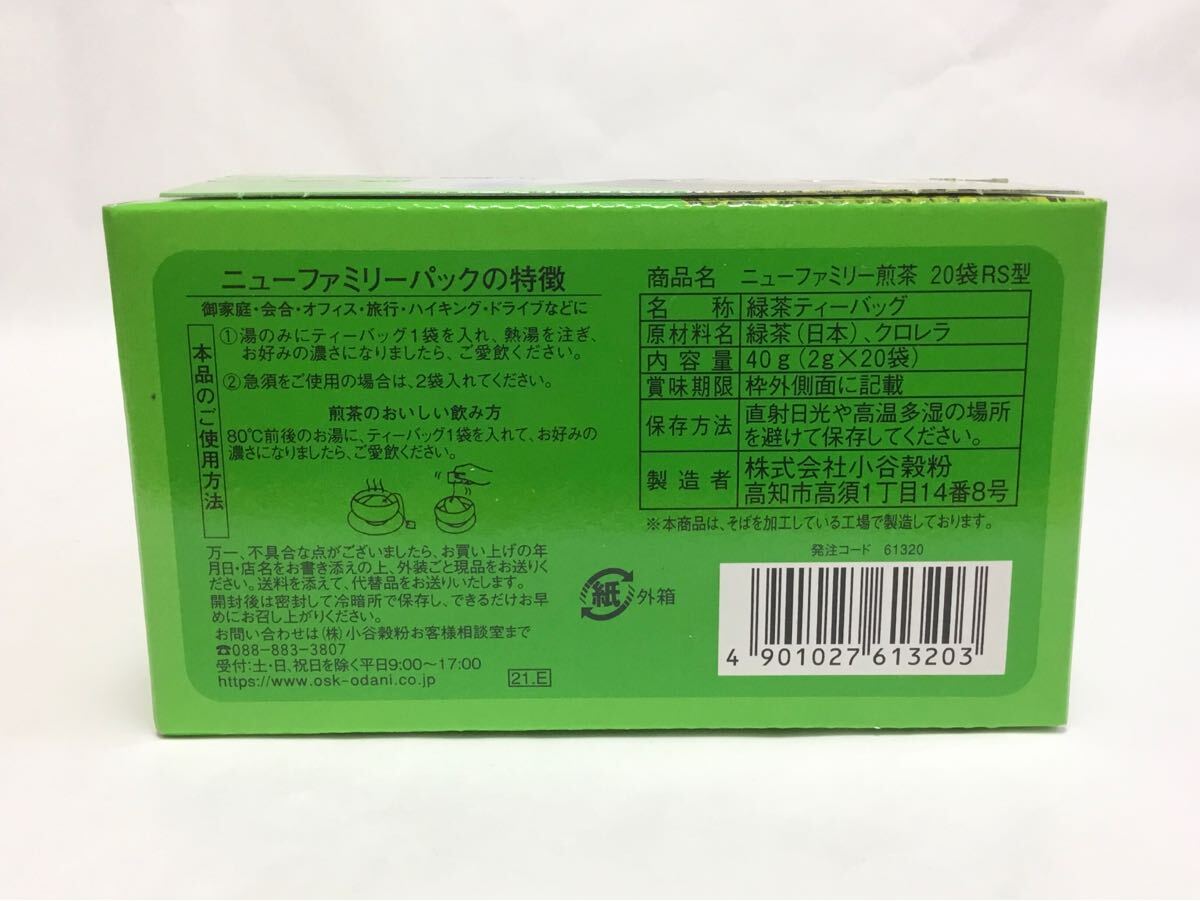 ニューファミリーパックの特徴
御家庭・会合・オフィス・旅行・ハイキング・ドライブなどに
本品のご使用方法
①湯のみにティーバッグ1袋を入れ、熱湯を注ぎ、
お好みの濃さになりましたら、ご愛飲ください。
②急須をご使用の場合は、2袋入れてください。
煎茶のおいしい飲み方
80℃前後のお湯に、ティーバッグ1袋を入れて、お好みの
濃さになりましたら、ご愛飲ください。
万一、不具合な点がございましたら、お買い上げの年
月日・店名をお書き添えの上、外装ごと現品をお送りく
ださい。送料を添えて、代替品をお送りいたします。
開封後は密封して冷暗所で保存し、できるだけお早
めにお召し上がりください。
お問い合わせは(株)小谷穀粉お客様相談室まで
☎088-883-3807
受付:土・日、祝日を除く平日9:00〜17:00
https://www.osk-odani.co.jp
21.E
商品名 ニューファミリー煎茶 20袋RS型
名称 緑茶ティーバッグ
原材料名 緑茶(日本)、クロレラ
内容量 40g(2g×20袋)
賞味期限 枠外側面に記載
保存方法 直射日光や高温多湿の場所
を避けて保存してください。
製造者 株式会社小谷穀粉
高知市高須1丁目14番8号
※本商品は、そばを加工している工場で製造しております。
発注コード 61320
紙 外箱
4 901027 613203